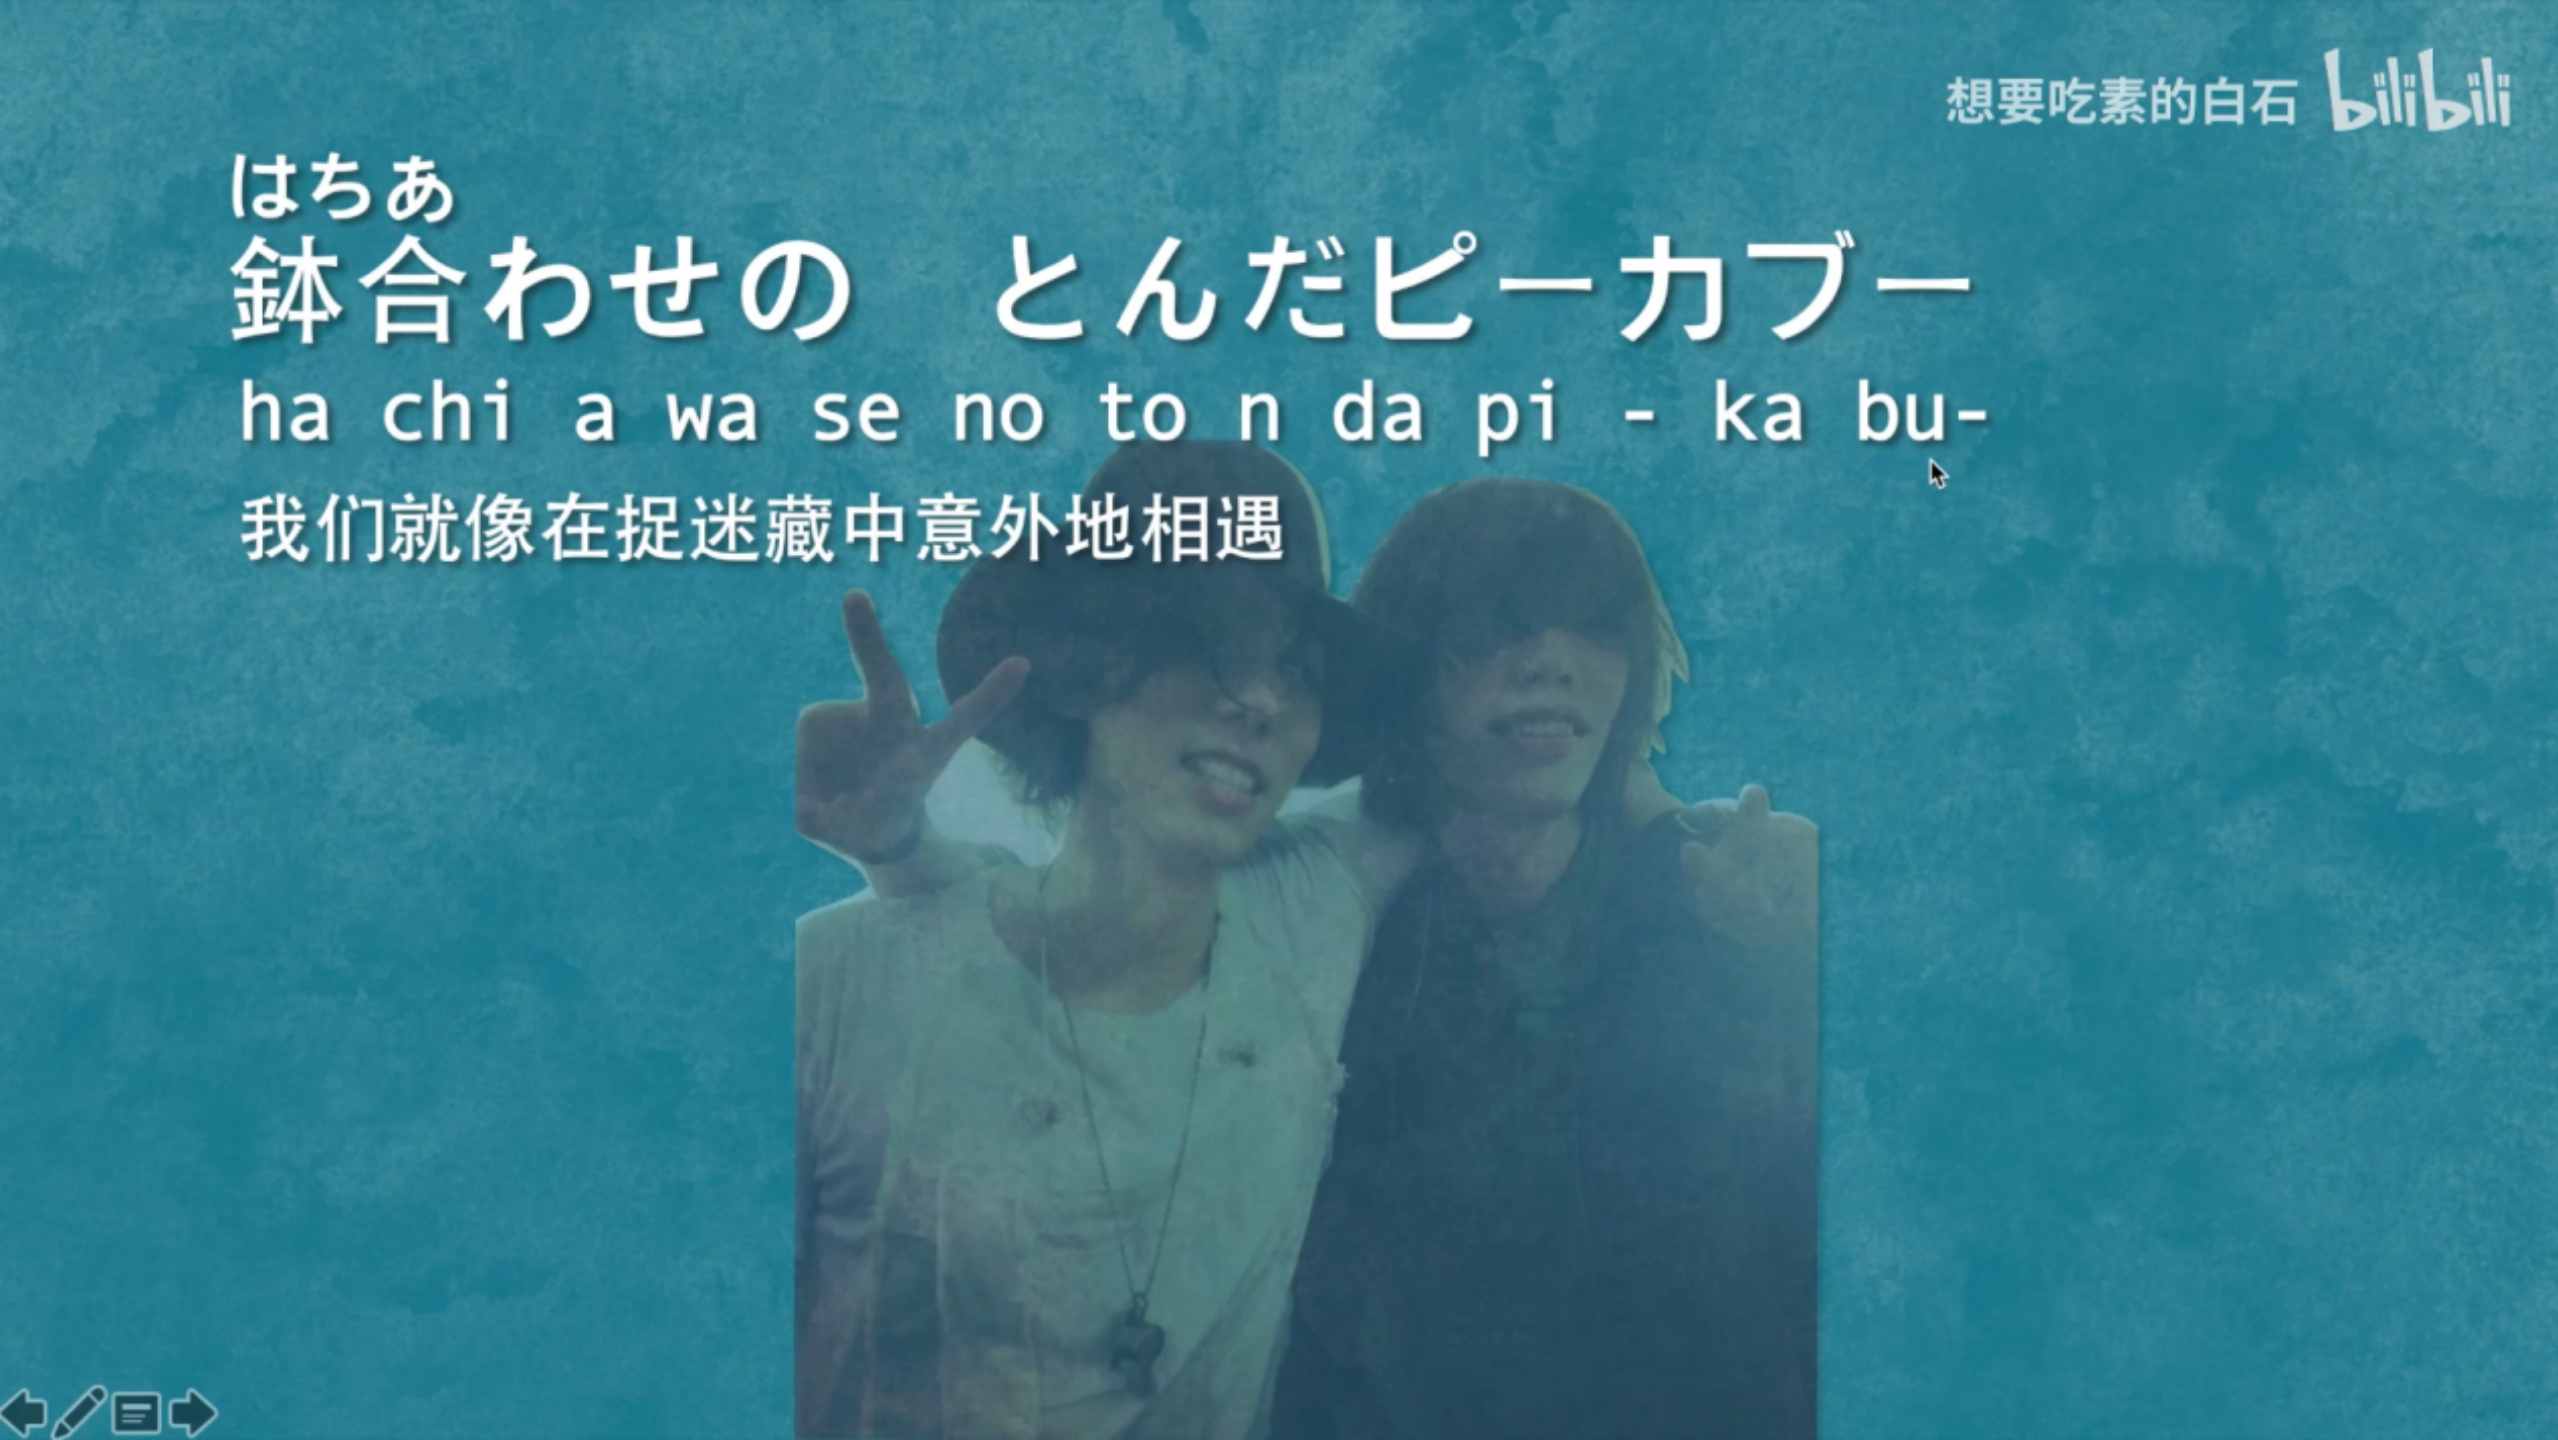 想要吃素的白石 bilibili
はちあ
鉢合わせの　とんだピーカブー
ha chi a wa se no to n da pi - ka bu-
我们就像在捉迷藏中意外地相遇